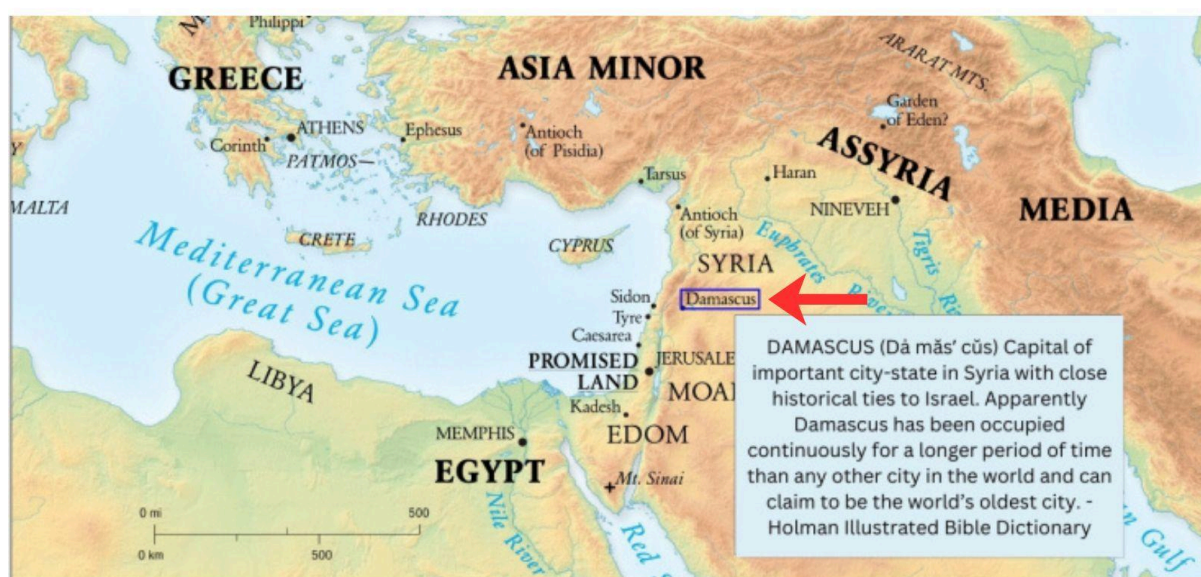 Philippi
GREECE
ASIA MINOR
ARARAT MTS.
Garden
of Eden?
ATHENS
Corinth
PATMOS
Ephesus
Antioch
(of Pisidia)
ASSYRIA
MALTA
Tarsus
Haran
NINEVEH
MEDIA
RHODES
Antioch
(of Syria)
CRETE
CYPRUS
Euphrates
River
Tigris
SYRIA
Mediterranean Sea
(Great Sea)
Sidon
Damascus
Tyre
Caesarea
PROMISED
LAND
JERUSALE
MOA
LIBYA
Kadesh
EDOM
MEMPHIS
EGYPT
Mt. Sinai
Nile River
Red
Gulf
0 mi
500
0 km
500
DAMASCUS (Dȧ măs′ cŭs) Capital of
important city-state in Syria with close
historical ties to Israel. Apparently
Damascus has been occupied
continuously for a longer period of time
than any other city in the world and can
claim to be the world’s oldest city. -
Holman Illustrated Bible Dictionary